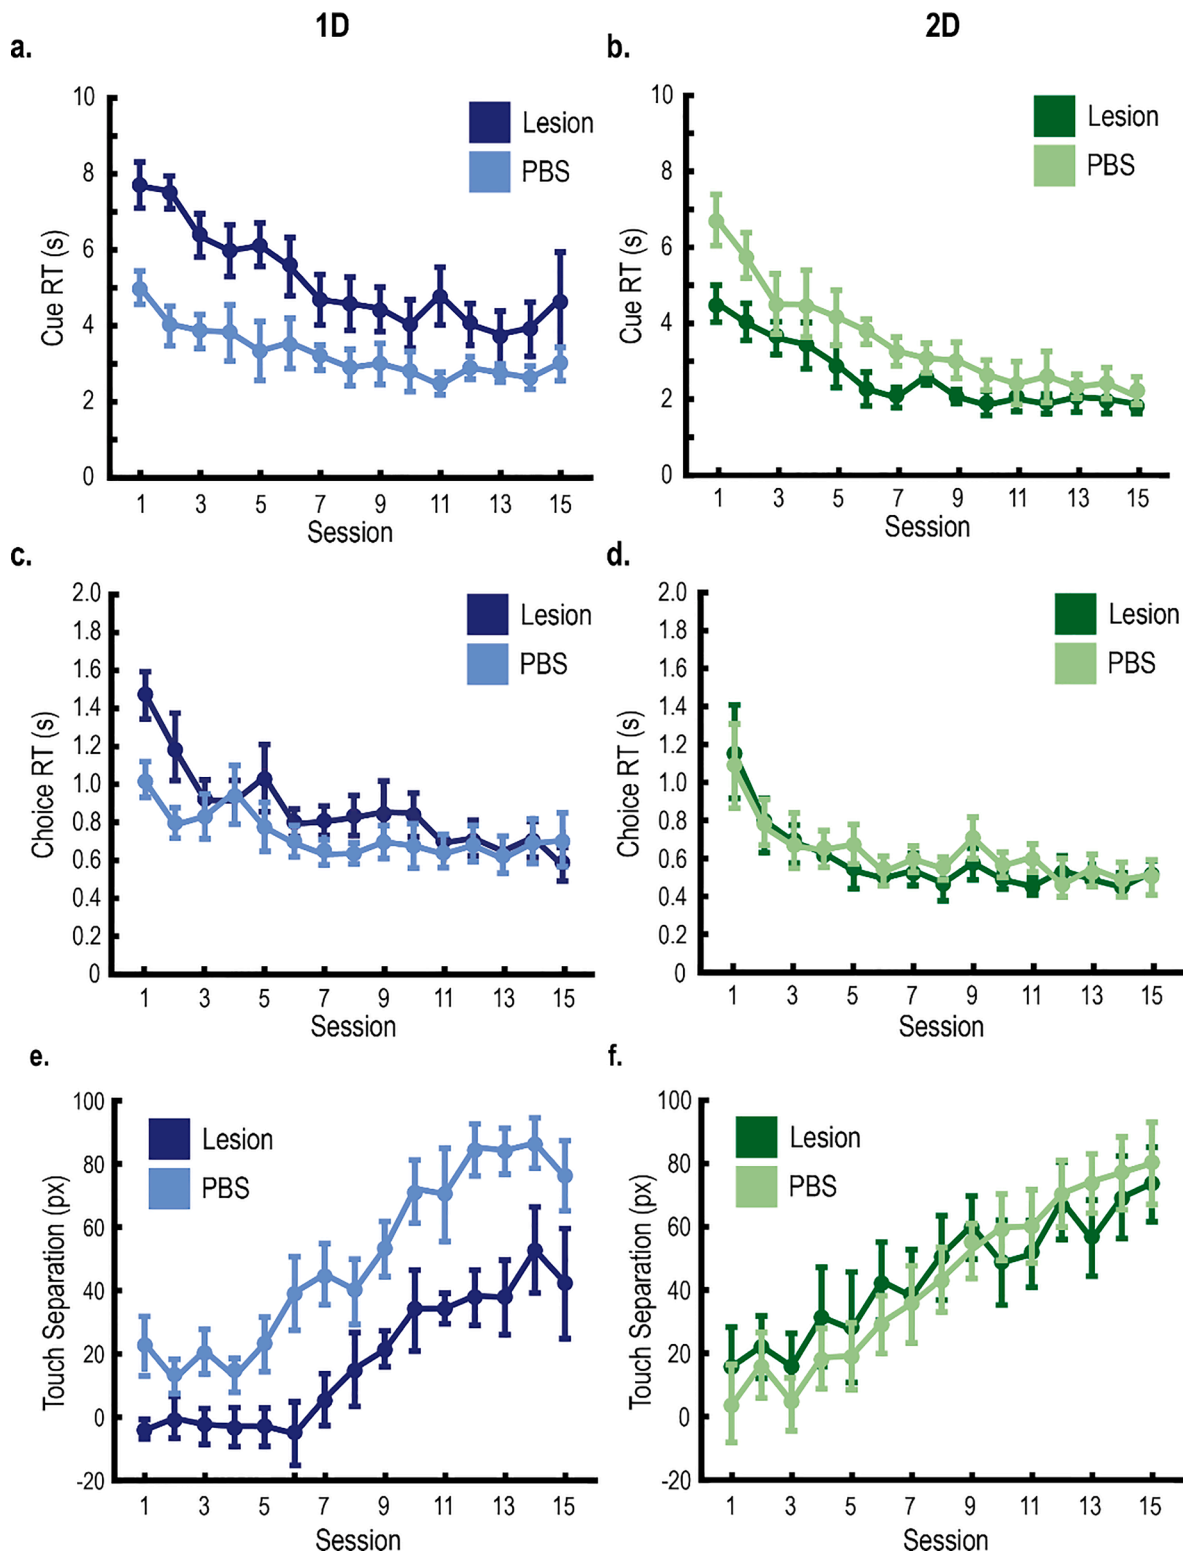 1D
2D
a.
b.
10
8
6
4
2
0
Cue RT (s)
Lesion
PBS
1 3 5 7 9 11 13 15
Session
10
8
6
4
2
0
Cue RT (s)
Lesion
PBS
1 3 5 7 9 11 13 15
Session
c.
d.
2.0
1.8
1.6
1.4
1.2
1.0
0.8
0.6
0.4
0.2
0
Choice RT (s)
Lesion
PBS
1 3 5 7 9 11 13 15
Session
2.0
1.8
1.6
1.4
1.2
1.0
0.8
0.6
0.4
0.2
0
Choice RT (s)
Lesion
PBS
1 3 5 7 9 11 13 15
Session
e.
f.
100
80
60
40
20
0
-20
Touch Separation (px)
Lesion
PBS
1 3 5 7 9 11 13 15
Session
100
80
60
40
20
0
-20
Touch Separation (px)
Lesion
PBS
1 3 5 7 9 11 13 15
Session